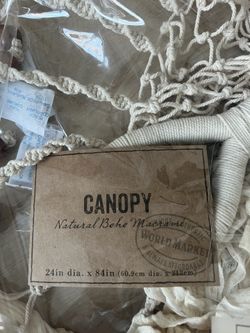 CANOPY
Natural Boho Macramé
WORLD MARKET
24in dia. x 84in (60.9cm dia. x 213cm)